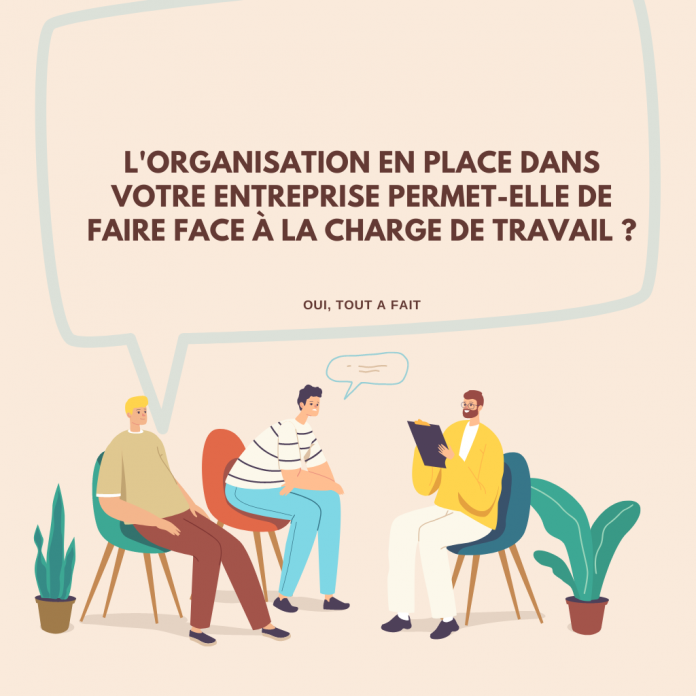 L'ORGANISATION EN PLACE DANS
VOTRE ENTREPRISE PERMET-ELLE DE
FAIRE FACE À LA CHARGE DE TRAVAIL ?
OUI, TOUT A FAIT